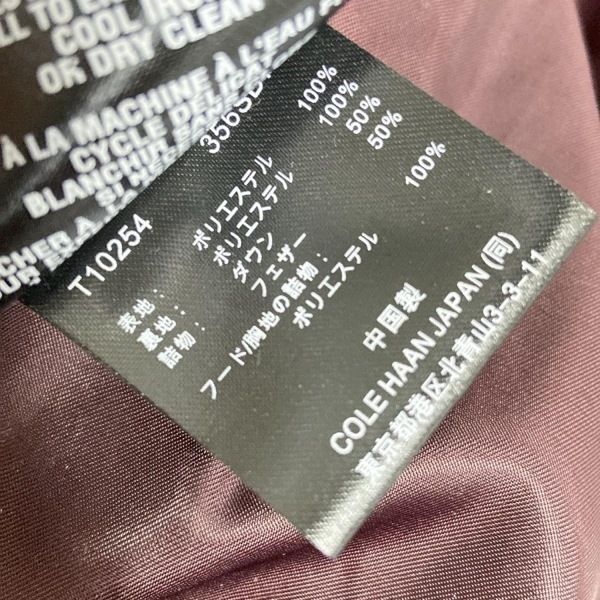 COOL IRON
OR DRY CLEAN
À LA MACHINE À L'EAU
CYCLE
T10254
表地: ポリエステル 100%
裏地: ポリエステル 100%
詰物: ダウン 50%
フェザー 50%
フード/脇地の詰物:
ポリエステル 100%
中国製
COLE HAAN JAPAN (同)
東京都港区北青山3-3-11